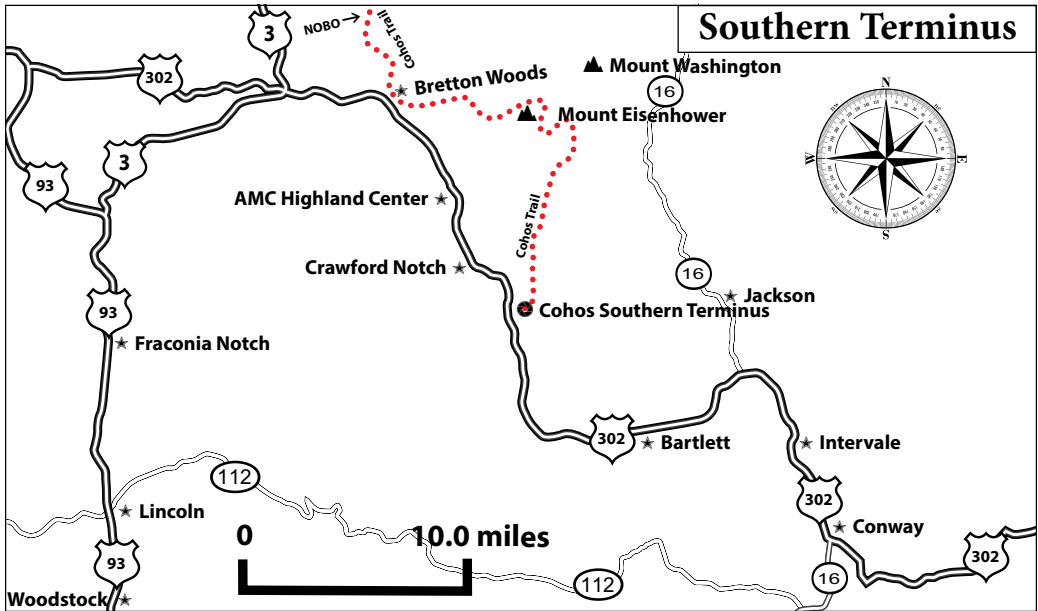 Southern Terminus
3
NOBO
Cohos Trail
302
Bretton Woods
Mount Washington
16
Mount Eisenhower
N
W
E
S
3
93
AMC Highland Center
Cohos Trail
Crawford Notch
16
Jackson
93
Cohos Southern Terminus
Fraconia Notch
302
Bartlett
Intervale
112
302
Lincoln
Conway
0
10.0 miles
93
302
112
16
Woodstock